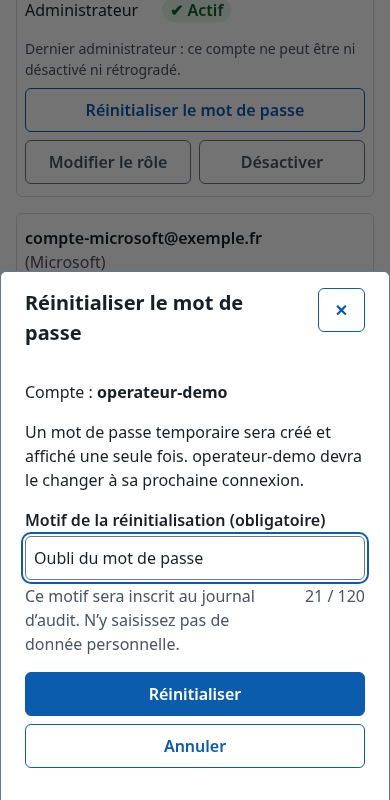 Administrateur ✔ Actif
Dernier administrateur : ce compte ne peut être ni
désactivé ni rétrogradé.
Réinitialiser le mot de passe
Modifier le rôle
Désactiver
compte-microsoft@exemple.fr
(Microsoft)
Réinitialiser le mot de
passe
×
Compte : operateur-demo
Un mot de passe temporaire sera créé et
affiché une seule fois. operateur-demo devra
le changer à sa prochaine connexion.
Motif de la réinitialisation (obligatoire)
Oubli du mot de passe
Ce motif sera inscrit au journal
d’audit. N’y saisissez pas de
donnée personnelle.
21 / 120
Réinitialiser
Annuler